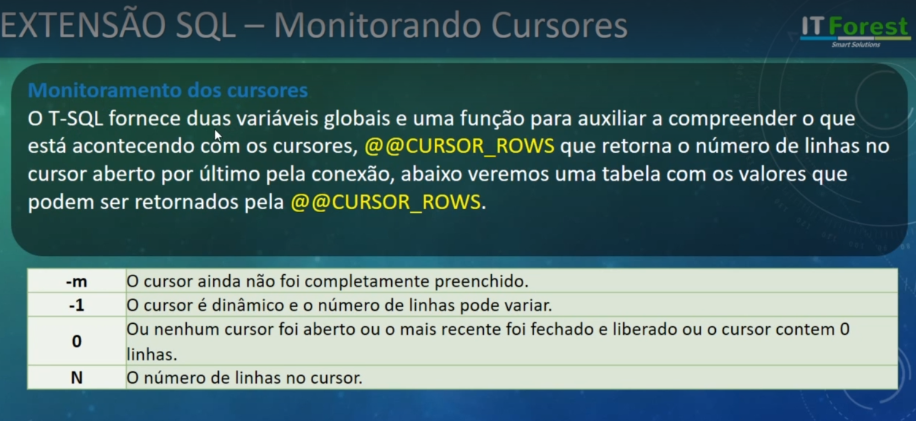 EXTENSÃO SQL – Monitorando Cursores
ITForest
Smart Solutions
Monitoramento dos cursores
O T-SQL fornece duas variáveis globais e uma função para auxiliar a compreender o que
está acontecendo com os cursores, @@CURSOR_ROWS que retorna o número de linhas no
cursor aberto por último pela conexão, abaixo veremos uma tabela com os valores que
podem ser retornados pela @@CURSOR_ROWS.
-m O cursor ainda não foi completamente preenchido.
-1 O cursor é dinâmico e o número de linhas pode variar.
0 Ou nenhum cursor foi aberto ou o mais recente foi fechado e liberado ou o cursor contem 0
linhas.
N O número de linhas no cursor.